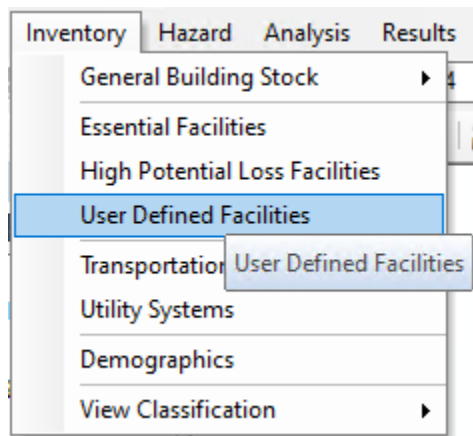 Inventory Hazard Analysis Results
General Building Stock
Essential Facilities
High Potential Loss Facilities
User Defined Facilities
Transportation
User Defined Facilities
Utility Systems
Demographics
View Classification